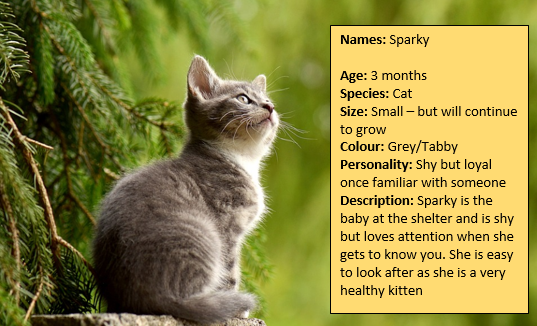 Names: Sparky
Age: 3 months
Species: Cat
Size: Small – but will continue
to grow
Colour: Grey/Tabby
Personality: Shy but loyal
once familiar with someone
Description: Sparky is the
baby at the shelter and is shy
but loves attention when she
gets to know you. She is easy
to look after as she is a very
healthy kitten